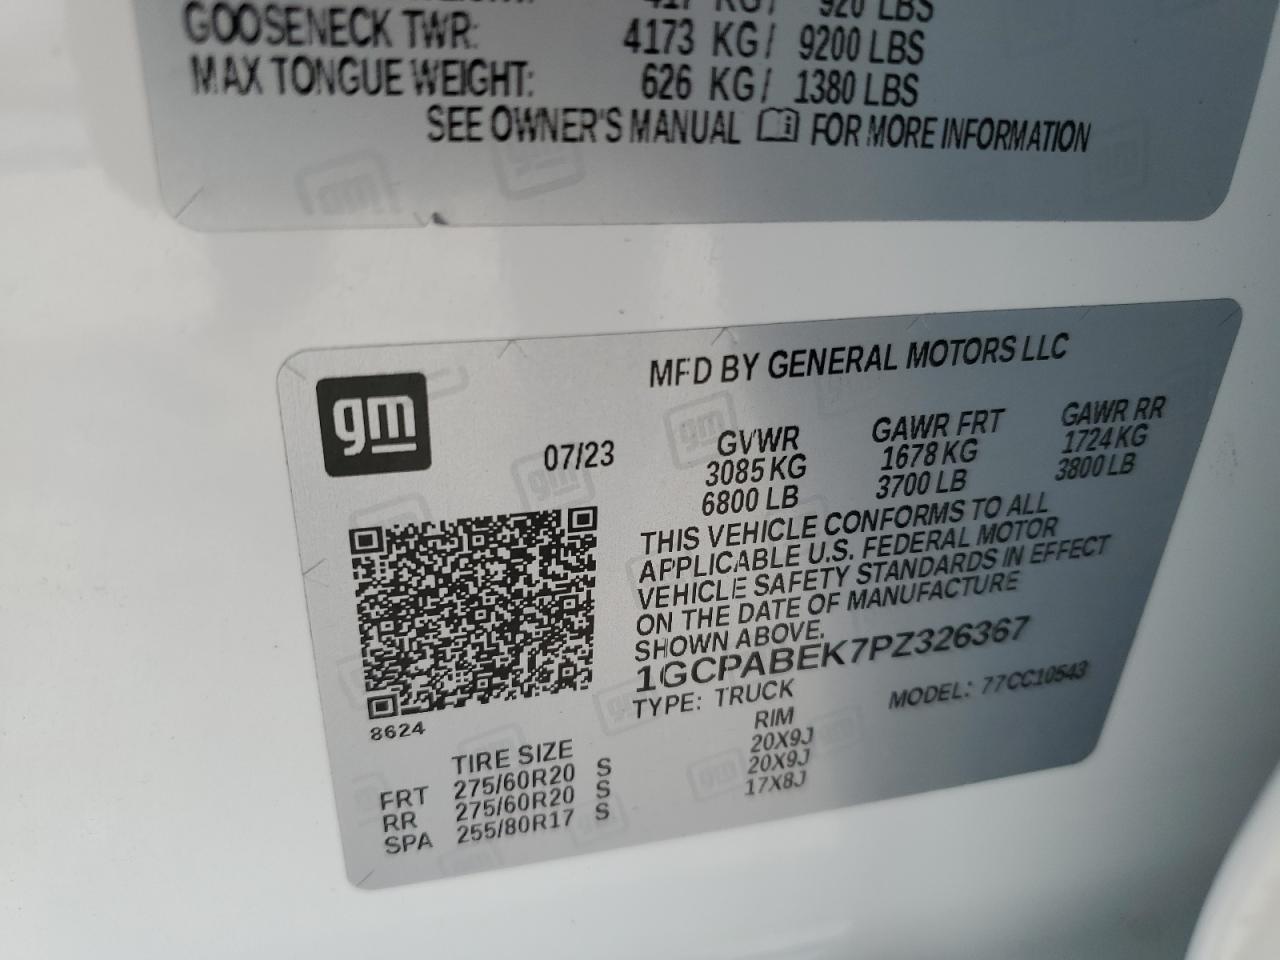 417 KG/ 920 LBS
GOOSENECK TWR: 4173 KG/ 9200 LBS
MAX TONGUE WEIGHT: 626 KG/ 1380 LBS
SEE OWNER'S MANUAL FOR MORE INFORMATION
gm
MFD BY GENERAL MOTORS LLC
07/23 GVWR GAWR FRT GAWR RR
3085 KG 1678 KG 1724 KG
6800 LB 3700 LB 3800 LB
THIS VEHICLE CONFORMS TO ALL
APPLICABLE U.S. FEDERAL MOTOR
VEHICLE SAFETY STANDARDS IN EFFECT
ON THE DATE OF MANUFACTURE
SHOWN ABOVE.
1GCPABEK7PZ326367
TYPE: TRUCK MODEL: 77CC10543
8624
TIRE SIZE RIM
FRT 275/60R20 S 20X9J
RR 275/60R20 S 20X9J
SPA 255/80R17 S 17X8J